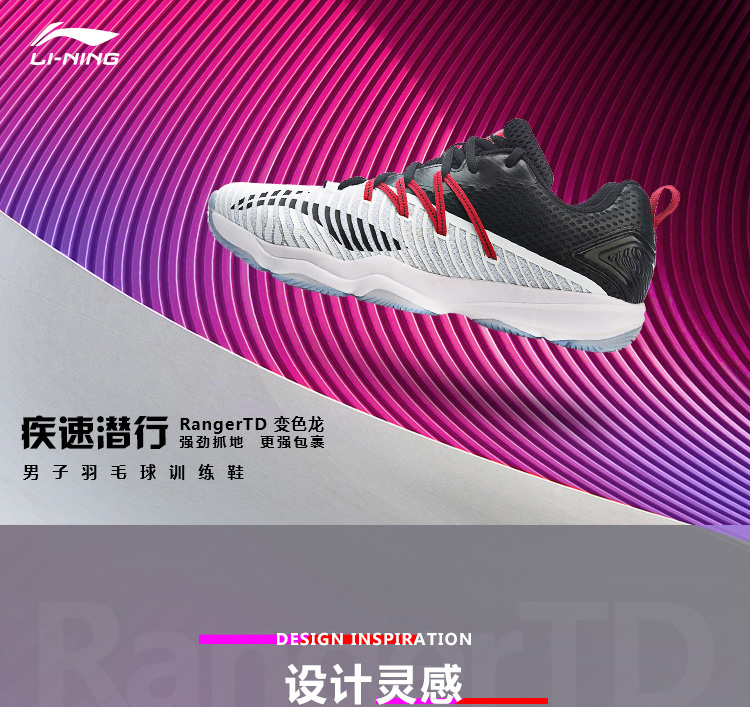 LI-NING
疾速潜行
RangerTD 变色龙
强劲抓地 更强包裹
男子羽毛球训练鞋
RangerTD
DESIGN INSPIRATION
设计灵感